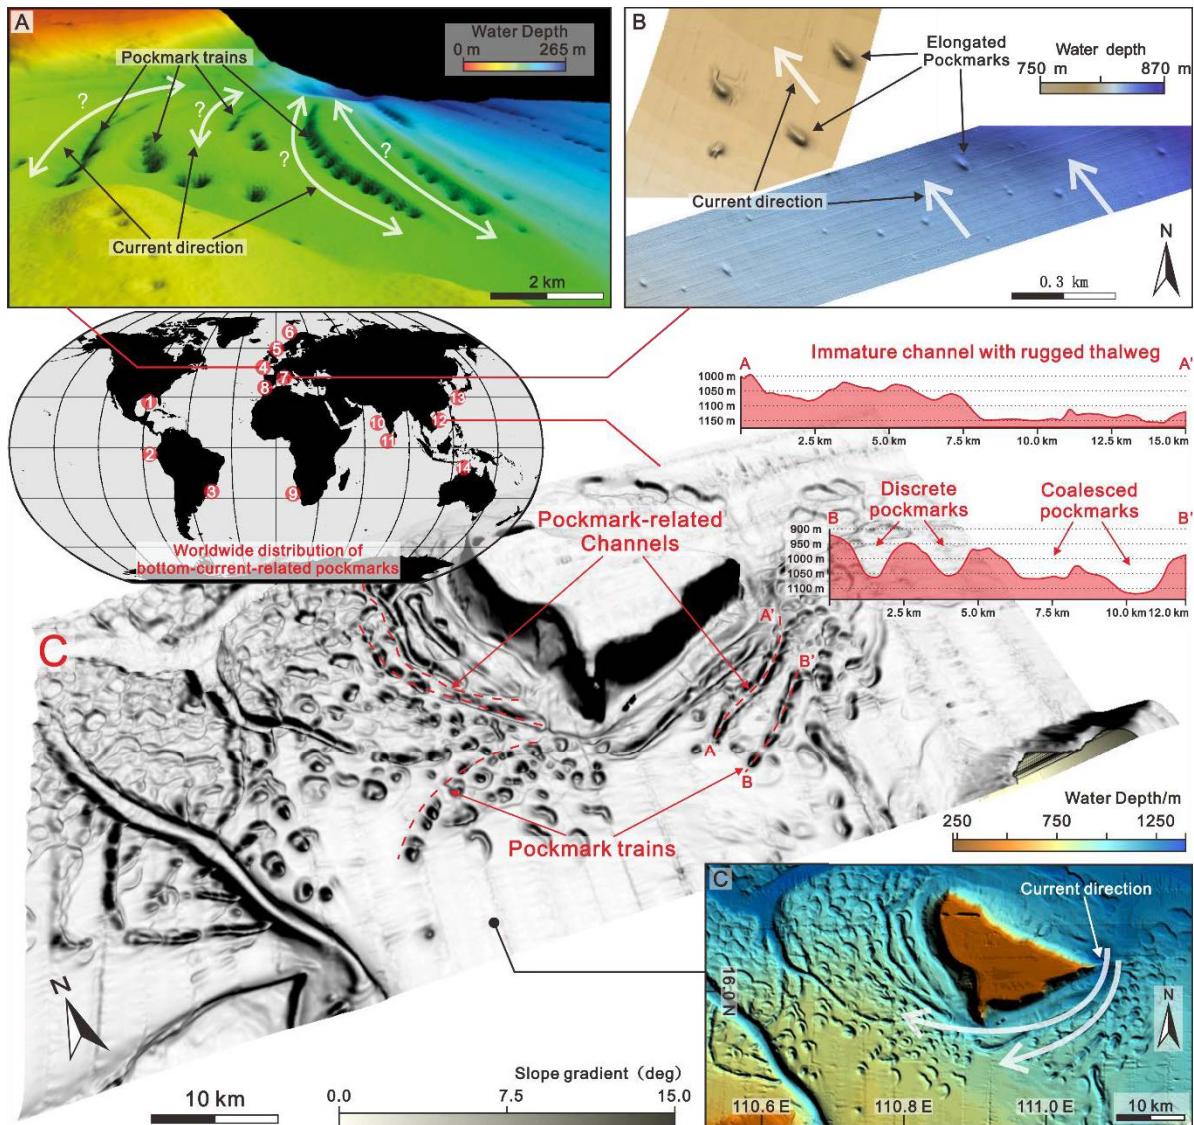 A
Water Depth
0 m
265 m
Pockmark trains
?
?
?
?
Current direction
2 km
B
Elongated
Pockmarks
Water depth
750 m
870 m
Current direction
N
0.3 km
1
2
3
4
5
6
7
8
9
10
11
12
13
14
Worldwide distribution of
bottom-current-related pockmarks
Immature channel with rugged thalweg
A
A'
1000 m
1050 m
1100 m
1150 m
2.5 km
5.0 km
7.5 km
10.0 km
12.5 km
15.0 km
Discrete
pockmarks
Coalesced
pockmarks
B
B'
900 m
950 m
1000 m
1050 m
1100 m
2.5 km
5.0 km
7.5 km
10.0 km
12.0 km
C
Pockmark-related
Channels
A'
B'
A
B
Pockmark trains
N
10 km
Slope gradient（deg）
0.0
7.5
15.0
Water Depth/m
250
750
1250
C'
Current direction
16.0 N
N
110.6 E
110.8 E
111.0 E
10 km